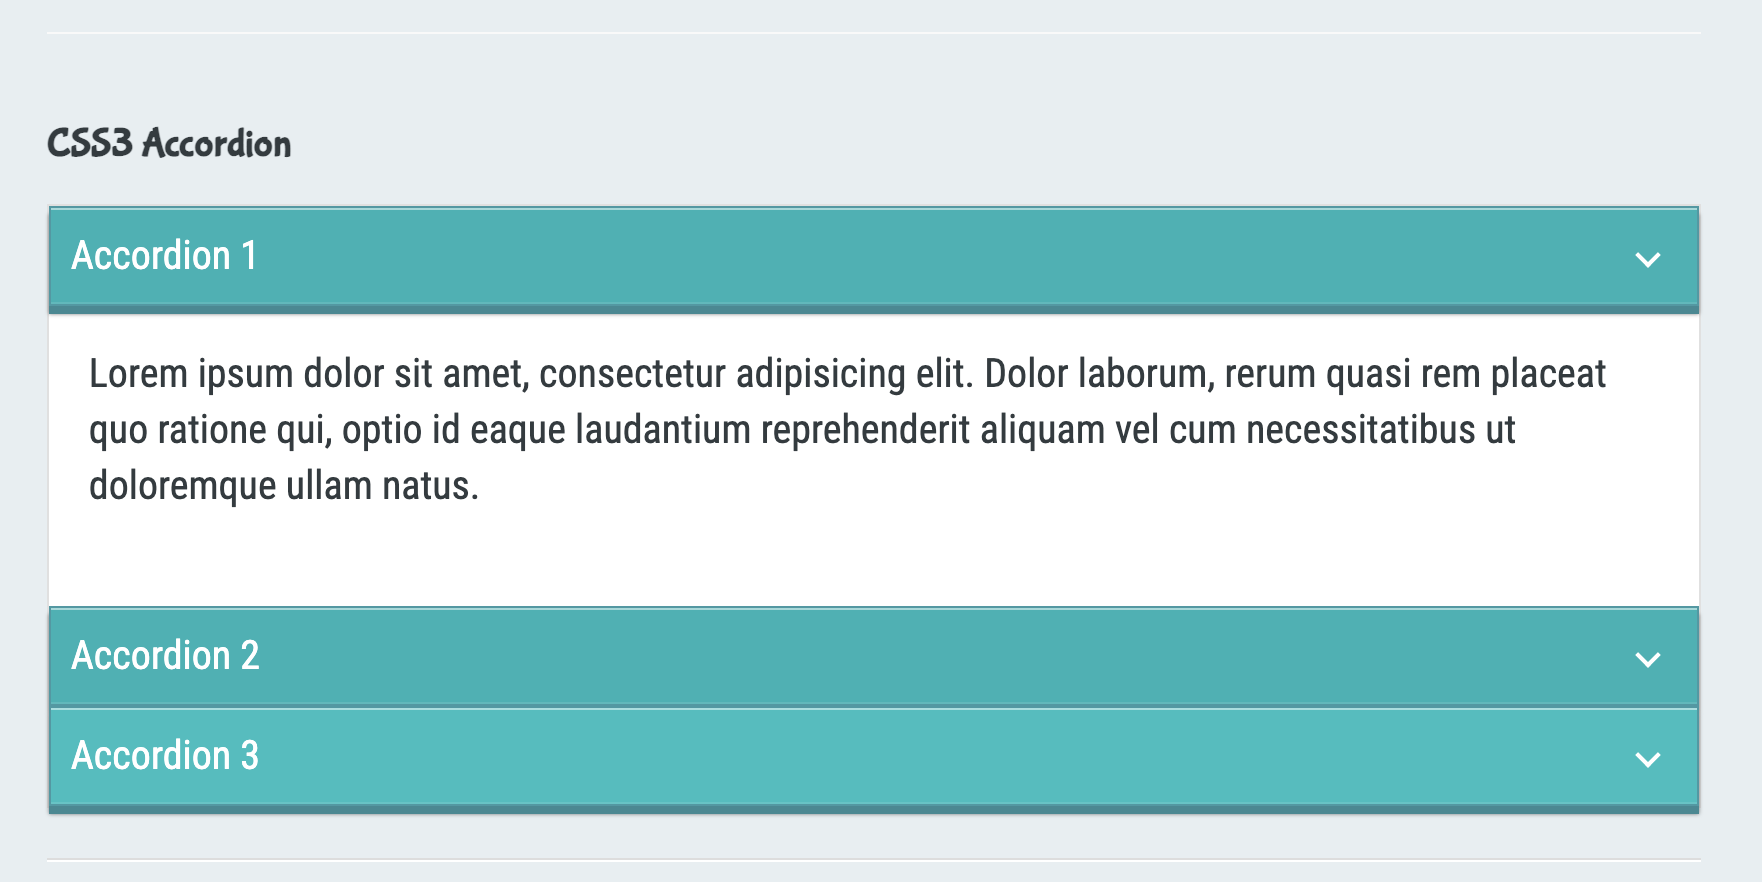 CSS3 Accordion
Accordion 1
Lorem ipsum dolor sit amet, consectetur adipisicing elit. Dolor laborum, rerum quasi rem placeat
quo ratione qui, optio id eaque laudantium reprehenderit aliquam vel cum necessitatibus ut
doloremque ullam natus.
Accordion 2
Accordion 3